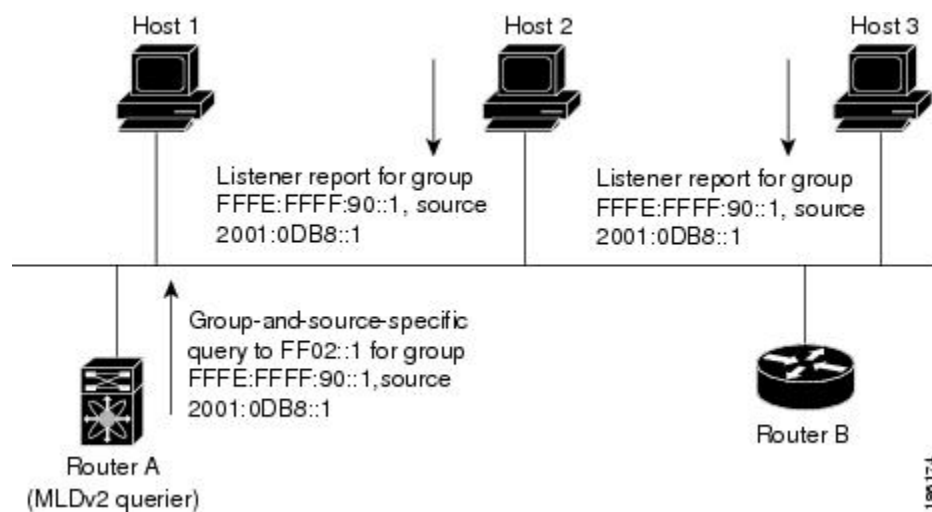 Host 1
Host 2
Host 3
Listener report for group
FFFE:FFFF:90::1, source
2001:0DB8::1
Listener report for group
FFFE:FFFF:90::1, source
2001:0DB8::1
Group-and-source-specific
query to FF02::1 for group
FFFE:FFFF:90::1,source
2001:0DB8::1
Router A
(MLDv2 querier)
Router B